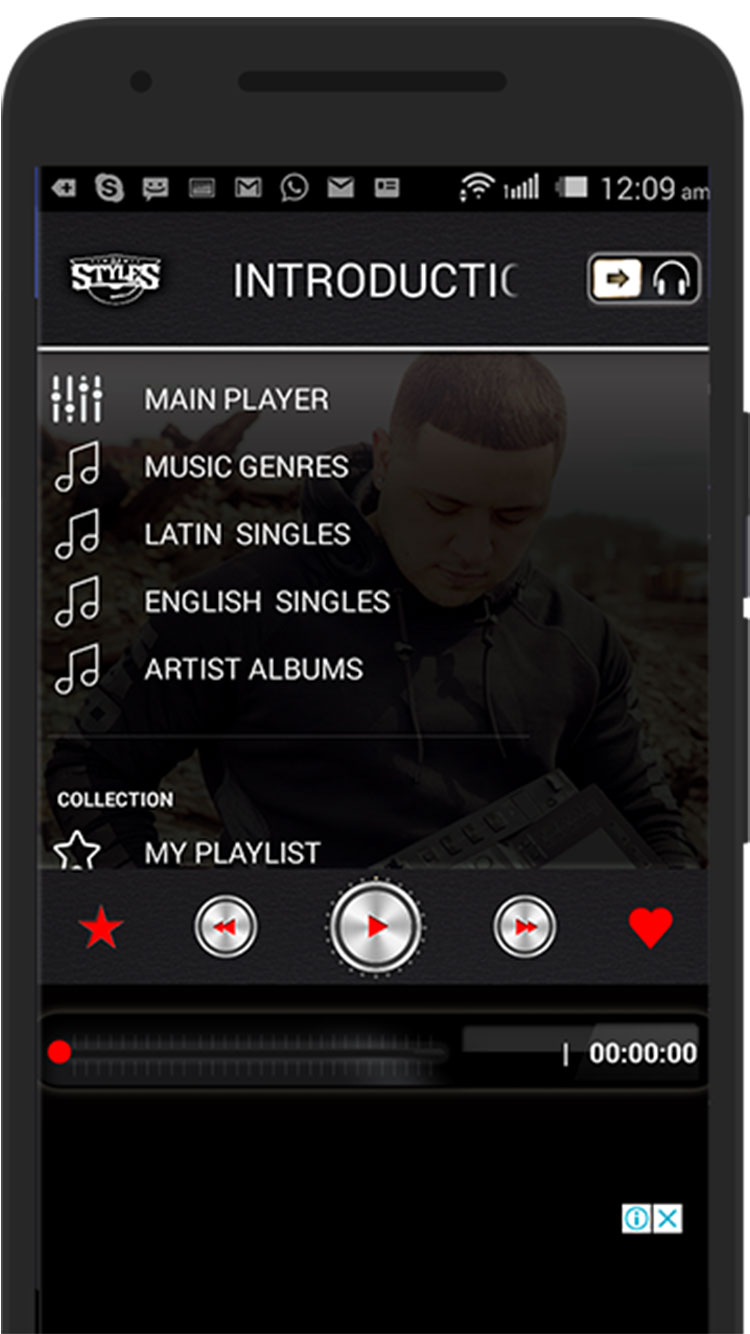 12:09 am
DJ
STYLES
INTRODUCTIO
MAIN PLAYER
MUSIC GENRES
LATIN SINGLES
ENGLISH SINGLES
ARTIST ALBUMS
COLLECTION
MY PLAYLIST
| 00:00:00